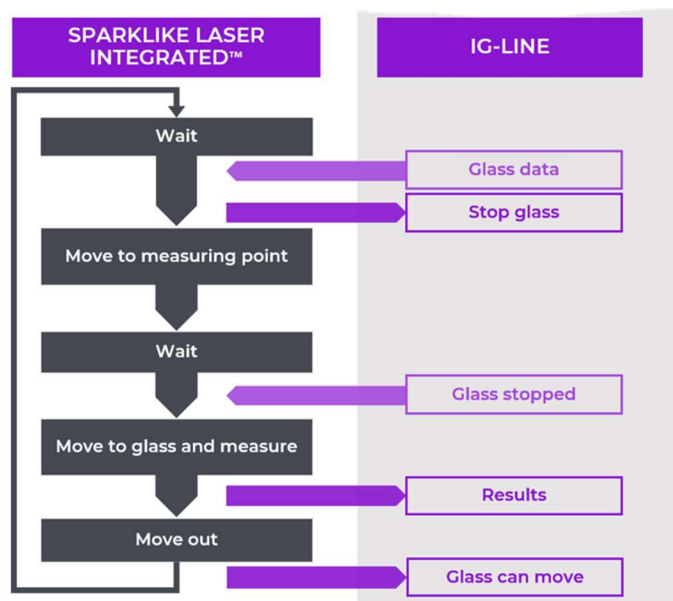 SPARKLIKE LASER
INTEGRATED™
IG-LINE
Wait
Glass data
Stop glass
Move to measuring point
Wait
Glass stopped
Move to glass and measure
Results
Move out
Glass can move